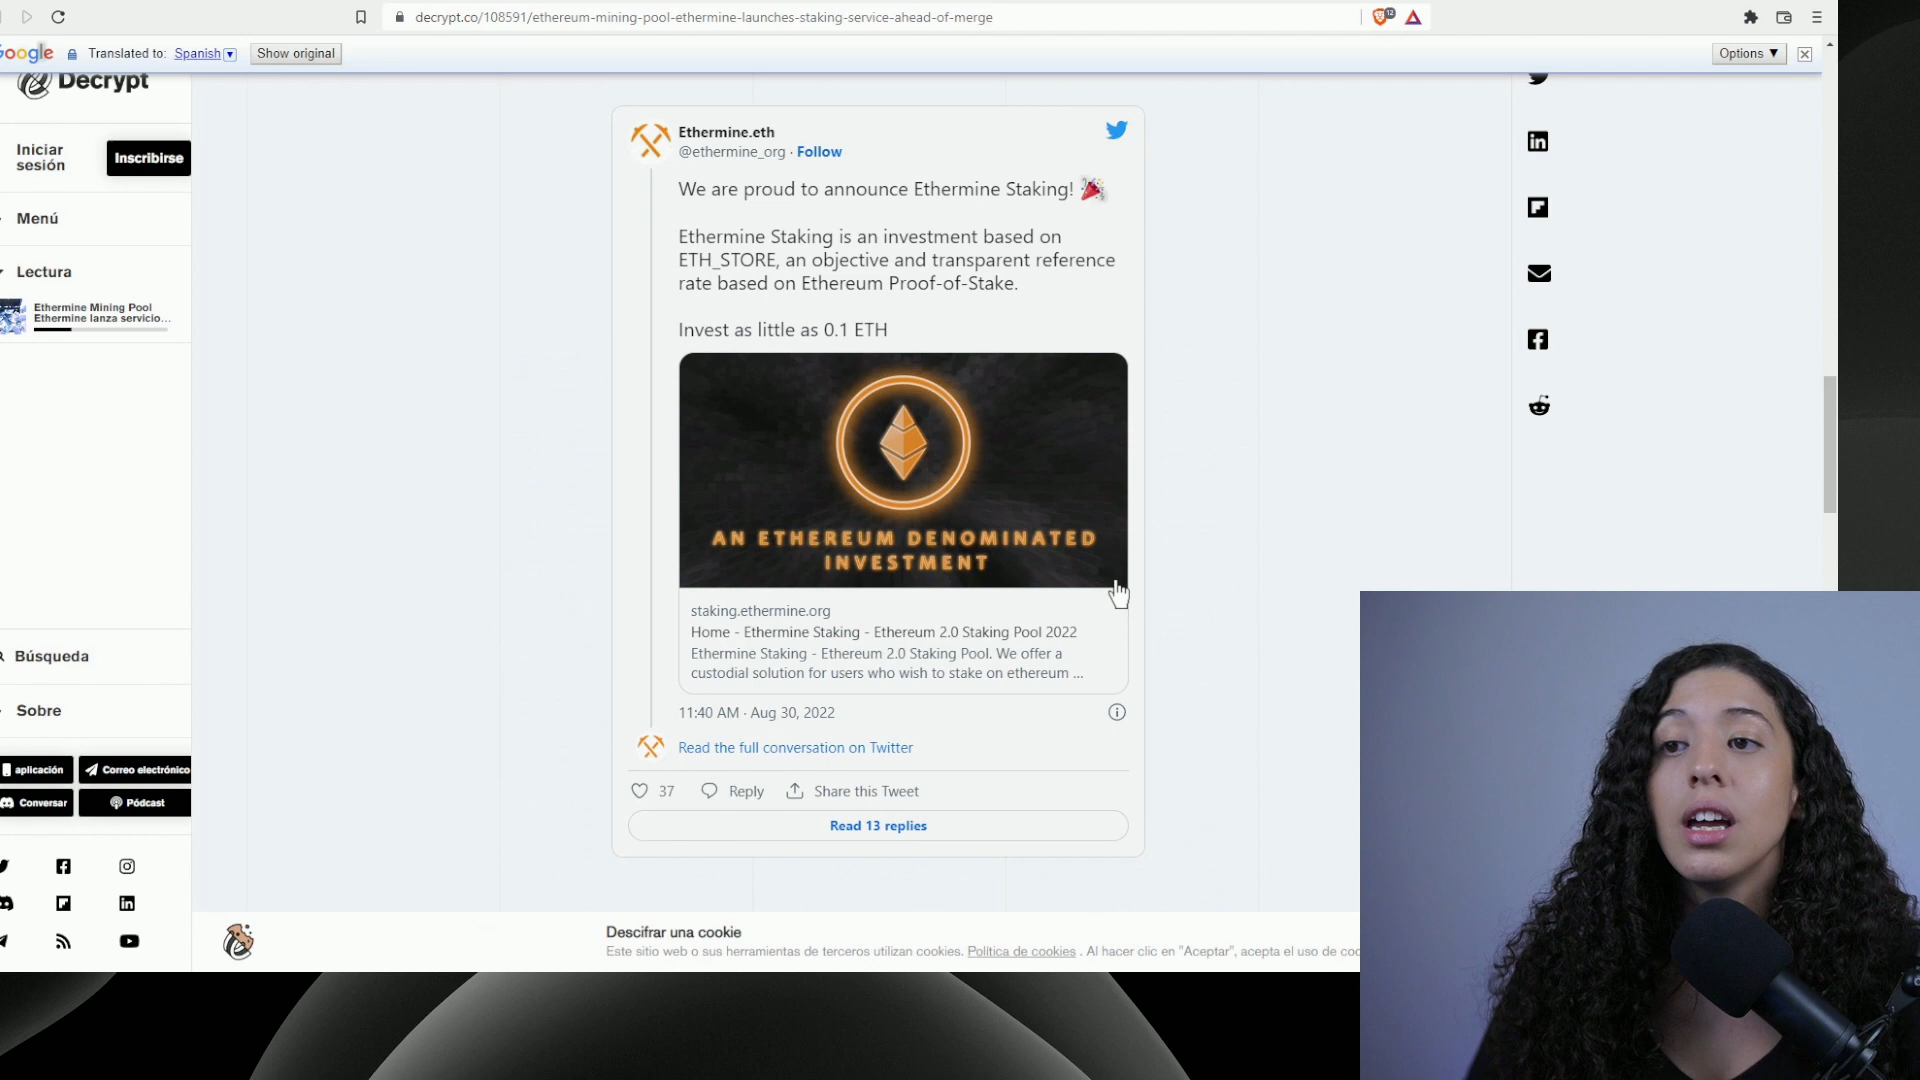 decrypt.co/108591/ethereum-mining-pool-ethermine-launches-staking-service-ahead-of-merge
12
Google
Translated to: Spanish
Show original
Options ▼
Decrypt
Iniciar sesión
Inscribirse
Menú
Lectura
Ethermine Mining Pool
Ethermine lanza servicio...
Búsqueda
Sobre
aplicación
Correo electrónico
Conversar
Pódcast
Ethermine.eth
@ethermine_org · Follow
We are proud to announce Ethermine Staking! 🎉
Ethermine Staking is an investment based on
ETH_STORE, an objective and transparent reference
rate based on Ethereum Proof-of-Stake.
Invest as little as 0.1 ETH
AN ETHEREUM DENOMINATED
INVESTMENT
staking.ethermine.org
Home - Ethermine Staking - Ethereum 2.0 Staking Pool 2022
Ethermine Staking - Ethereum 2.0 Staking Pool. We offer a
custodial solution for users who wish to stake on ethereum ...
11:40 AM · Aug 30, 2022
Read the full conversation on Twitter
37
Reply
Share this Tweet
Read 13 replies
Descifrar una cookie
Este sitio web o sus herramientas de terceros utilizan cookies. Política de cookies . Al hacer clic en "Aceptar", acepta el uso de coo